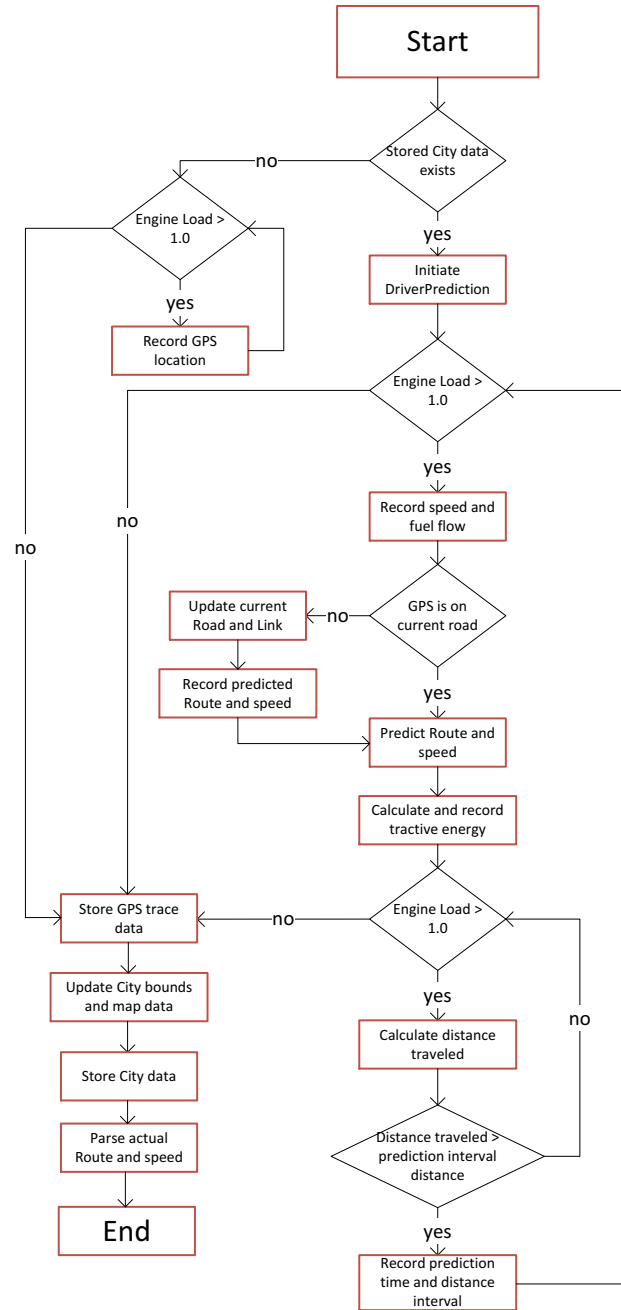 Start
Stored City data
exists
no
yes
Engine Load >
1.0
yes
Record GPS
location
Initiate
DriverPrediction
Engine Load >
1.0
yes
no
no
Record speed and
fuel flow
GPS is on
current road
no
Update current
Road and Link
Record predicted
Route and speed
yes
Predict Route and
speed
Calculate and record
tractive energy
Engine Load >
1.0
no
yes
Store GPS trace
data
Update City bounds
and map data
Store City data
Parse actual
Route and speed
End
Calculate distance
traveled
no
Distance traveled >
prediction interval
distance
yes
Record prediction
time and distance
interval